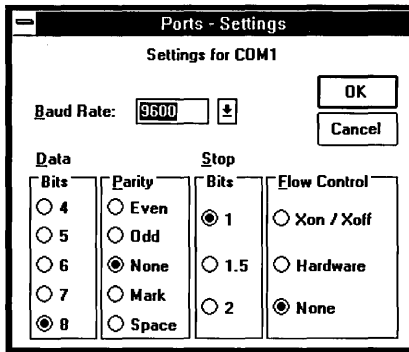 Ports - Settings
Settings for COM1
Baud Rate: 9600
OK
Cancel
Data Bits
4
5
6
7
8
Parity
Even
Odd
None
Mark
Space
Stop Bits
1
1.5
2
Flow Control
Xon / Xoff
Hardware
None